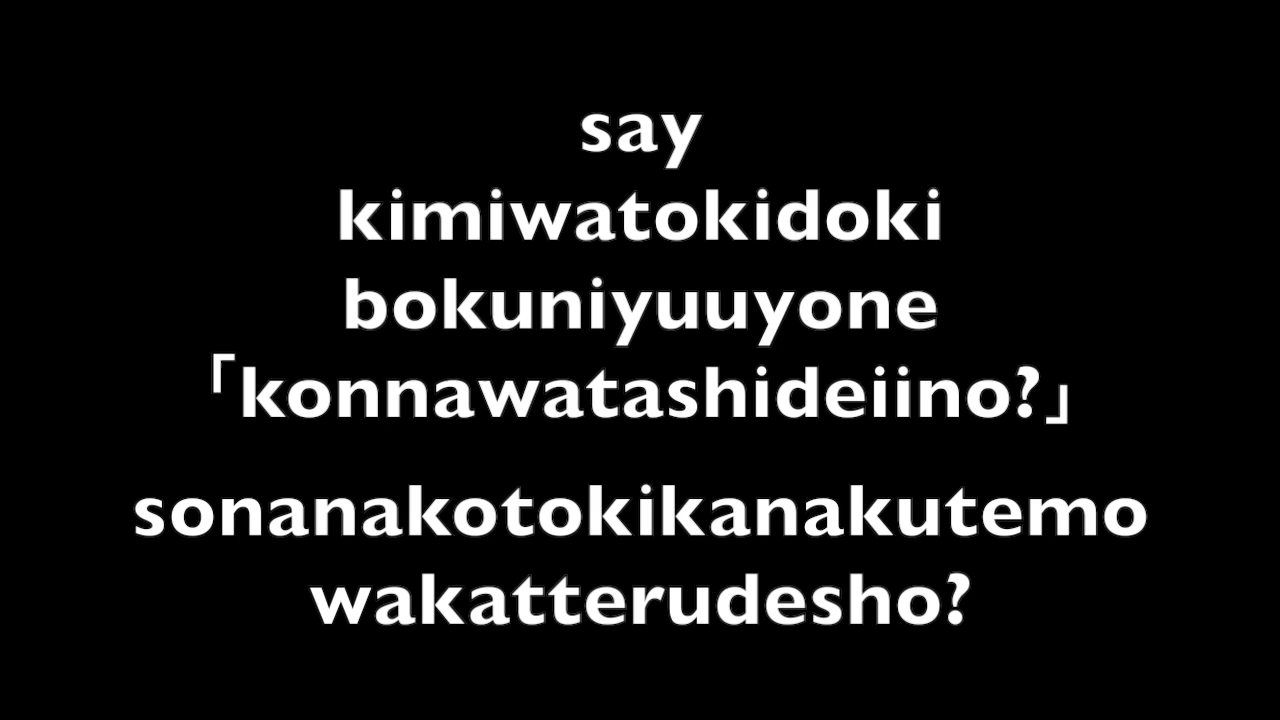 say
kimiwatokidoki
bokuniyuuyone
「konnawatashideiino?」
sonanakotokikanakutemo
wakatterudesho?